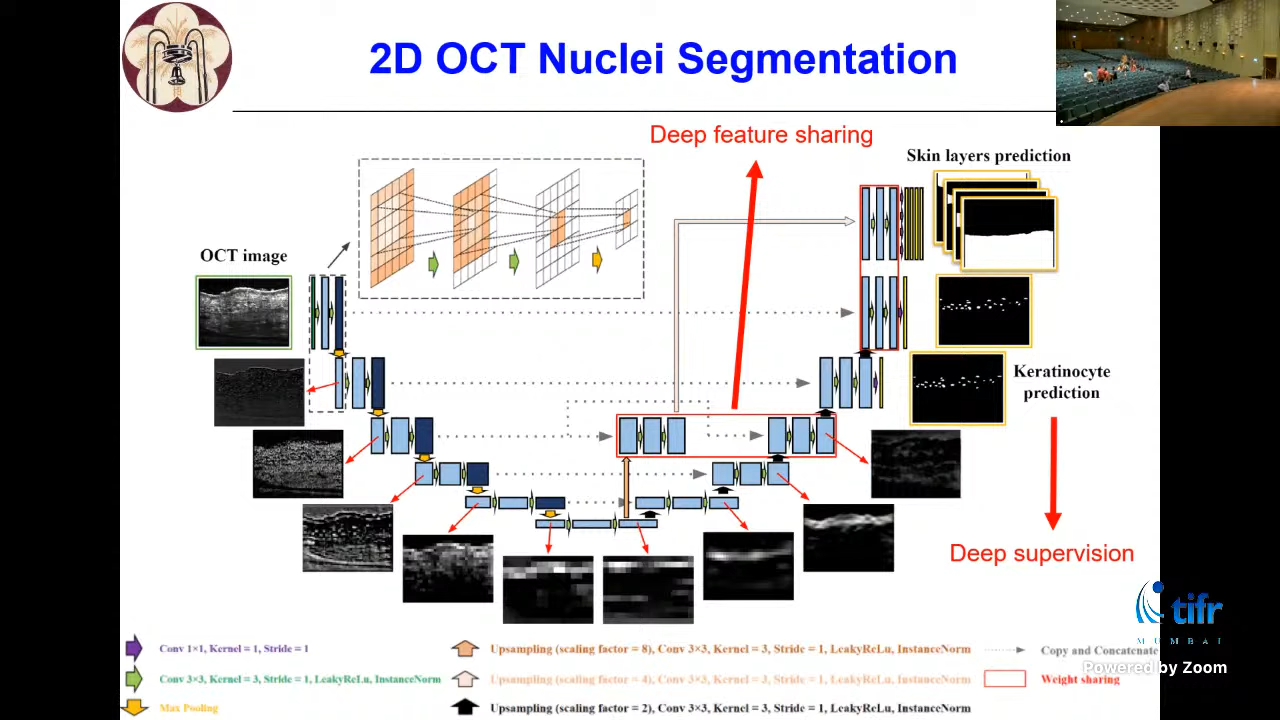 2D OCT Nuclei Segmentation
Deep feature sharing
Skin layers prediction
OCT image
Keratinocyte
prediction
Deep supervision
tifr
MUMBAI
Conv 1×1, Kernel = 1, Stride = 1
Upsampling (scaling factor = 8), Conv 3×3, Kernel = 3, Stride = 1, LeakyReLu, InstanceNorm
Copy and Concatenate
Powered by Zoom
Conv 3×3, Kernel = 3, Stride = 1, LeakyReLu, InstanceNorm
Upsampling (scaling factor = 4), Conv 3×3, Kernel = 3, Stride = 1, LeakyReLu, InstanceNorm
Weight sharing
Max Pooling
Upsampling (scaling factor = 2), Conv 3×3, Kernel = 3, Stride = 1, LeakyReLu, InstanceNorm